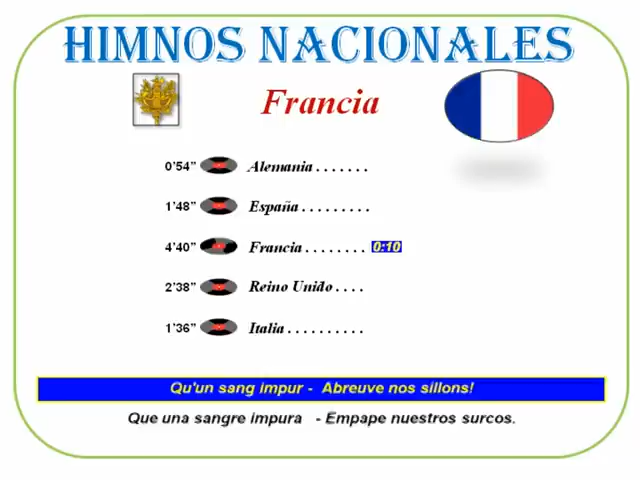 HIMNOS NACIONALES
Francia
0'54" Alemania . . . . . . .
1'48" España . . . . . . . . .
4'40" Francia . . . . . . . . 0:10
2'38" Reino Unido . . . .
1'36" Italia . . . . . . . . . .
Qu'un sang impur - Abreuve nos sillons!
Que una sangre impura - Empape nuestros surcos.